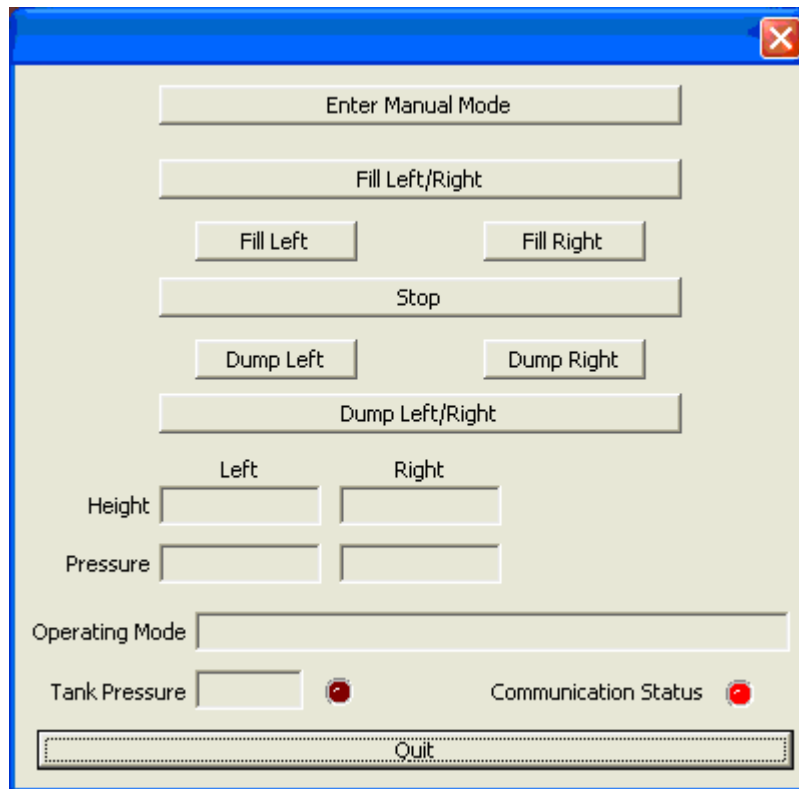 Enter Manual Mode
Fill Left/Right
Fill Left Fill Right
Stop
Dump Left Dump Right
Dump Left/Right
Left Right
Height
Pressure
Operating Mode
Tank Pressure Communication Status
Quit